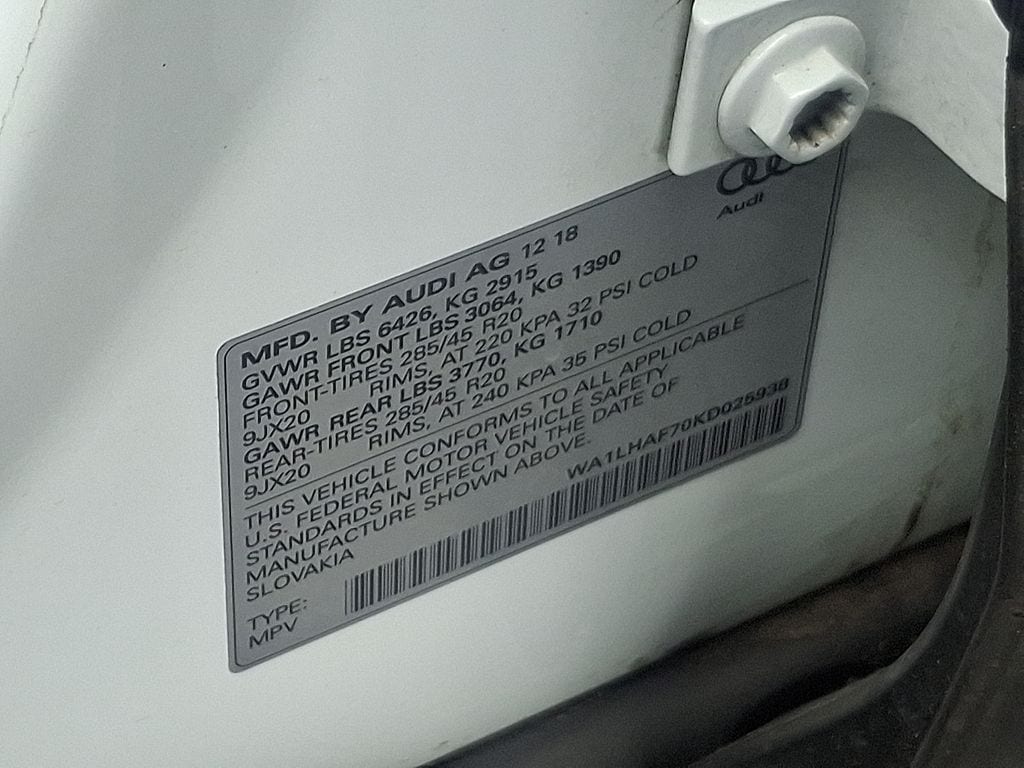 Audi
MFD. BY AUDI AG 12 18
GVWR LBS 6426, KG 2915
GAWR FRONT LBS 3064, KG 1390
FRONT-TIRES 285/45 R20
9JX20 RIMS, AT 220 KPA 32 PSI COLD
GAWR REAR LBS 3770, KG 1710
REAR-TIRES 285/45 R20
9JX20 RIMS, AT 240 KPA 35 PSI COLD
THIS VEHICLE CONFORMS TO ALL APPLICABLE
U.S. FEDERAL MOTOR VEHICLE SAFETY
STANDARDS IN EFFECT ON THE DATE OF
MANUFACTURE SHOWN ABOVE.
SLOVAKIA
WA1LHAF70KD025938
TYPE:
MPV